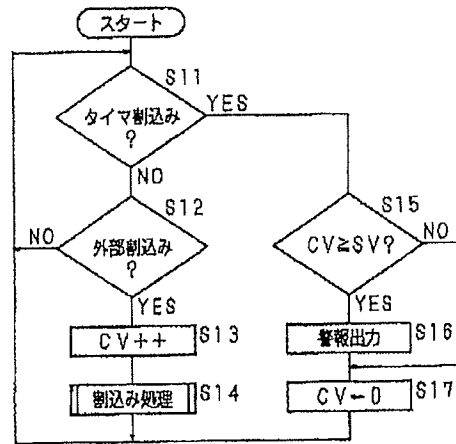 スタート
S11
タイマ割込み
?
YES
NO
S12
外部割込み
?
NO
YES
S13
CV++
S14
割込み処理
S15
CV≧SV?
NO
YES
S16
警報出力
S17
CV←0